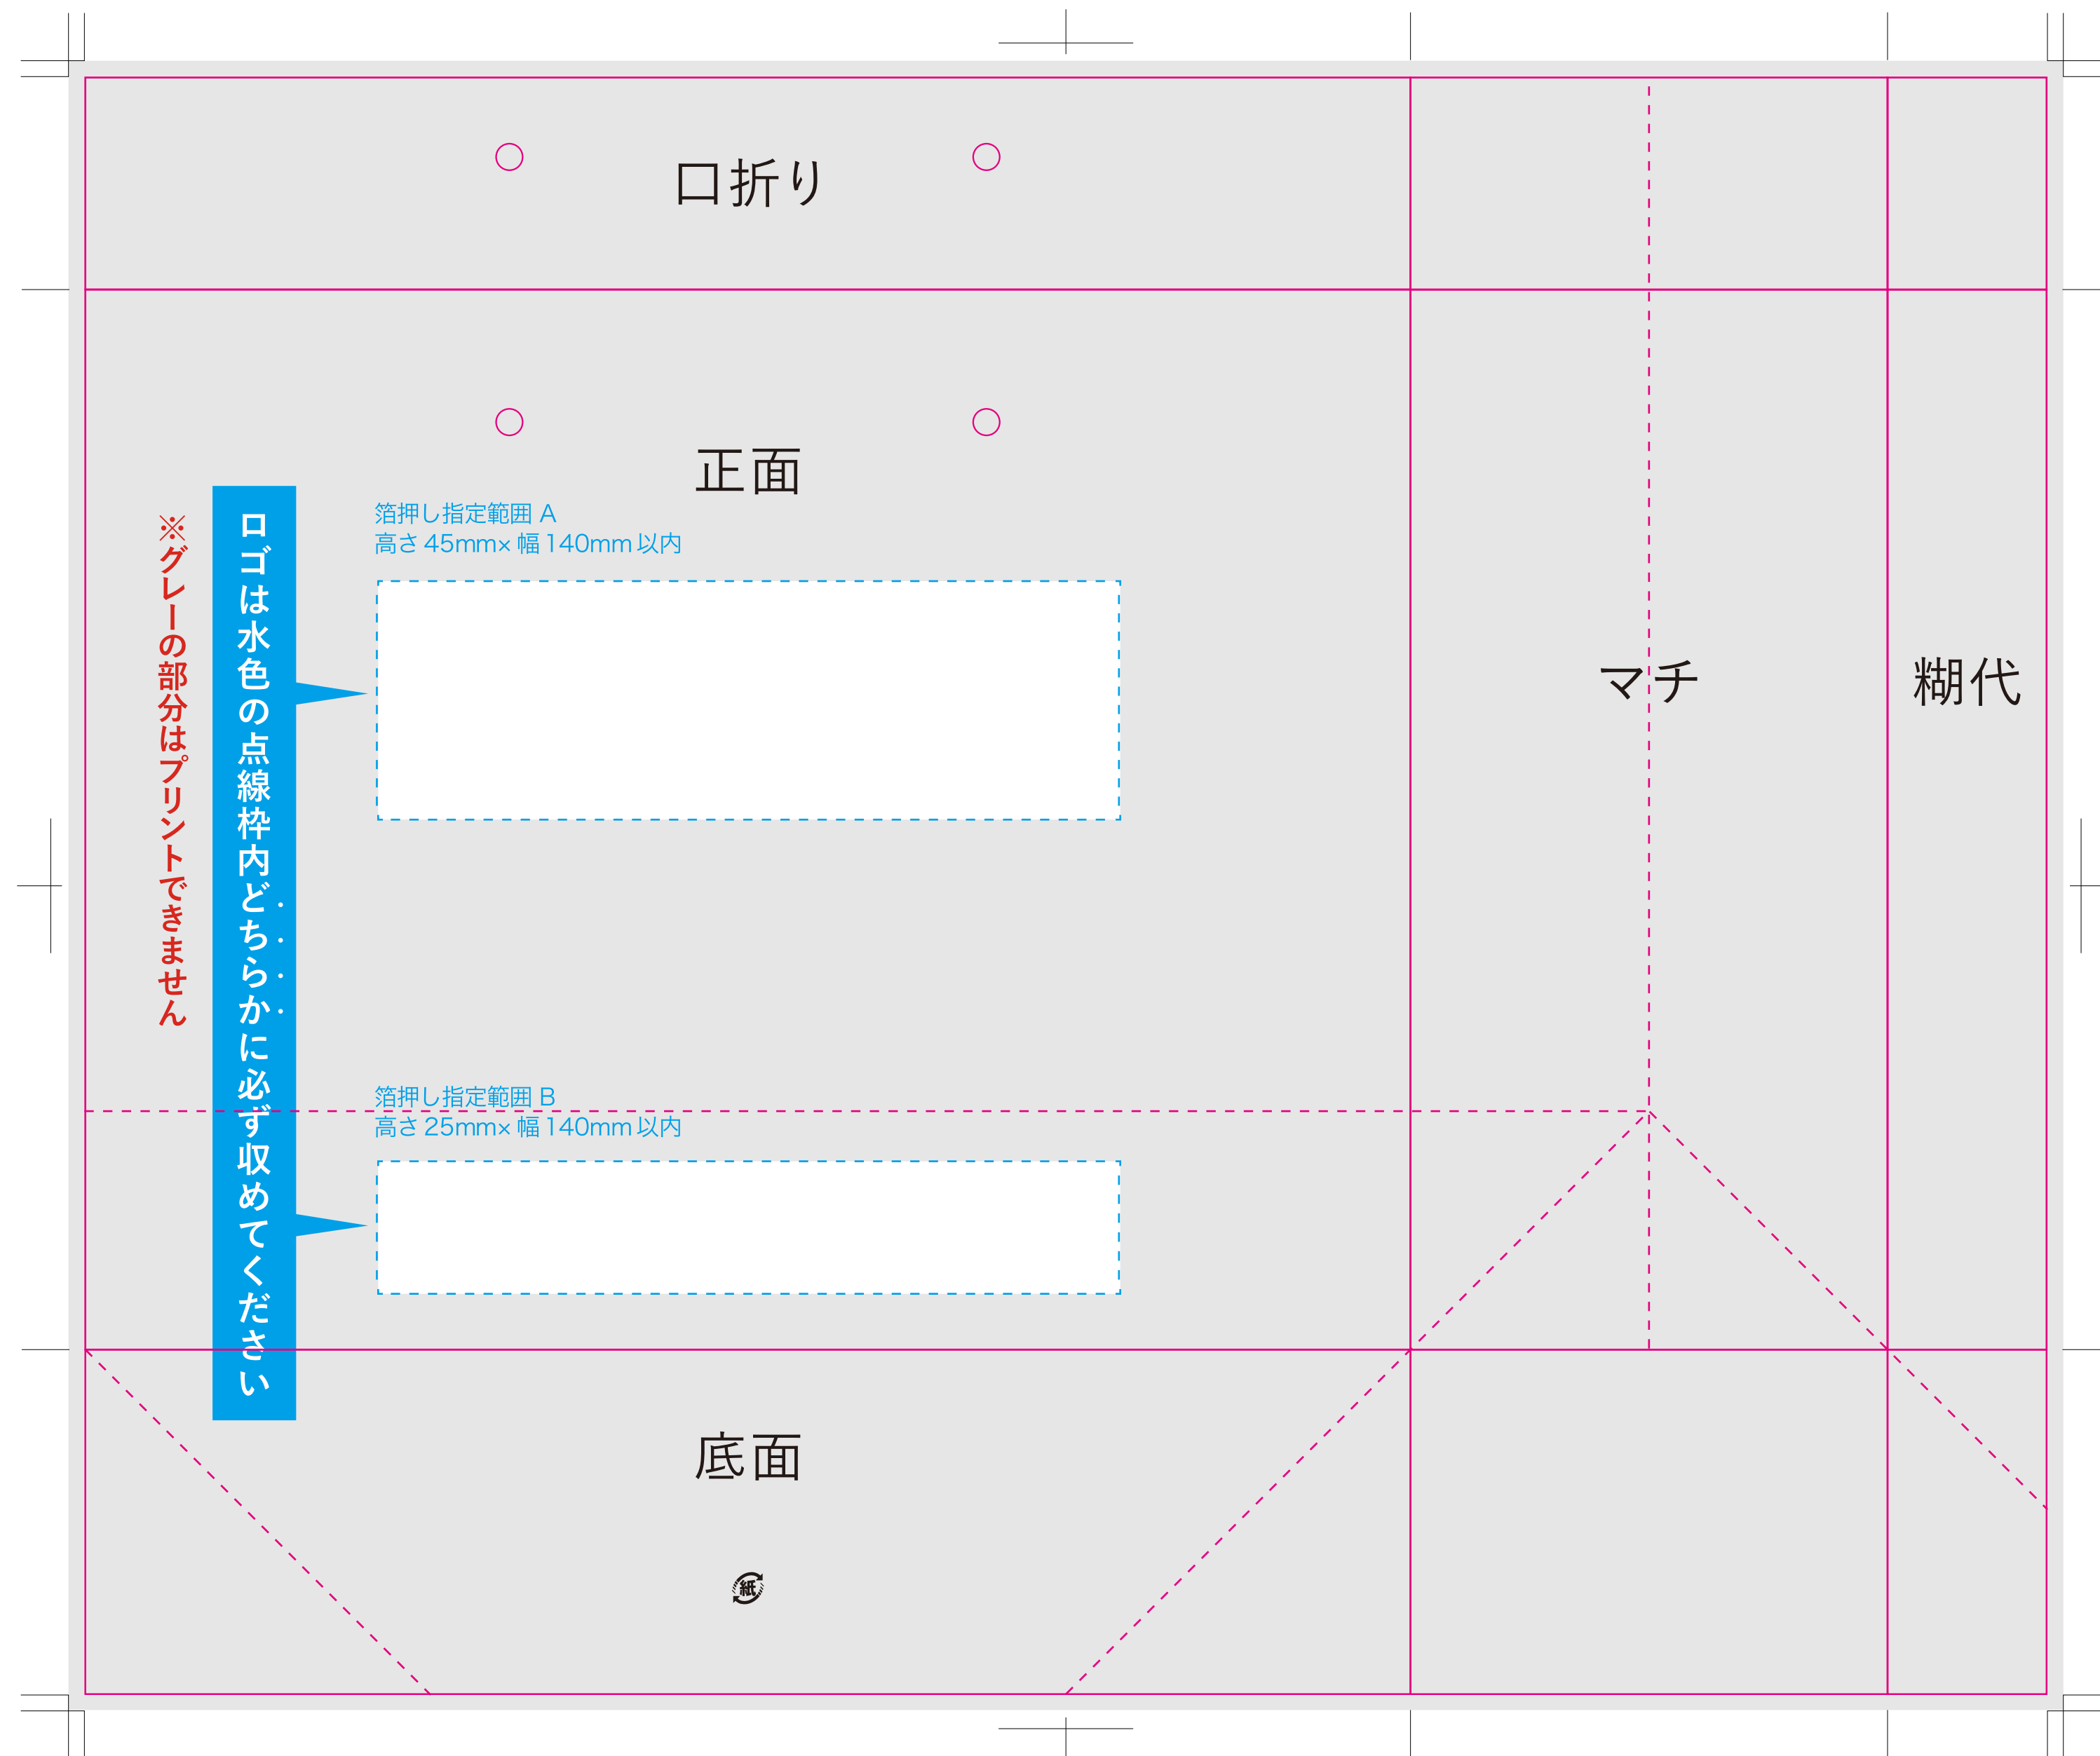 口折り
正面
箔押し指定範囲 A
高さ 45mm× 幅 140mm 以内
ロゴは水色の点線枠内どちらかに必ず収めてください
※グレーの部分はプリントできません
マチ
糊代
箔押し指定範囲 B
高さ 25mm× 幅 140mm 以内
底面
紙